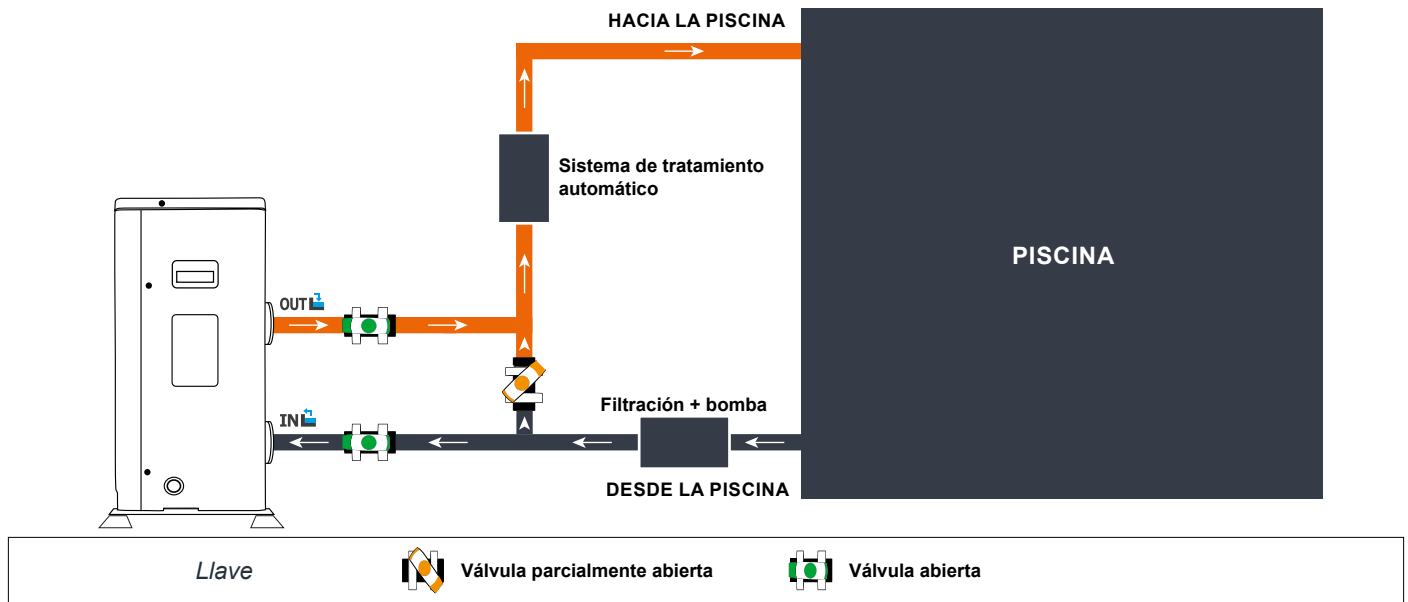 HACIA LA PISCINA
Sistema de tratamiento
automático
PISCINA
OUT
IN
Filtración + bomba
DESDE LA PISCINA
Llave
Válvula parcialmente abierta
Válvula abierta